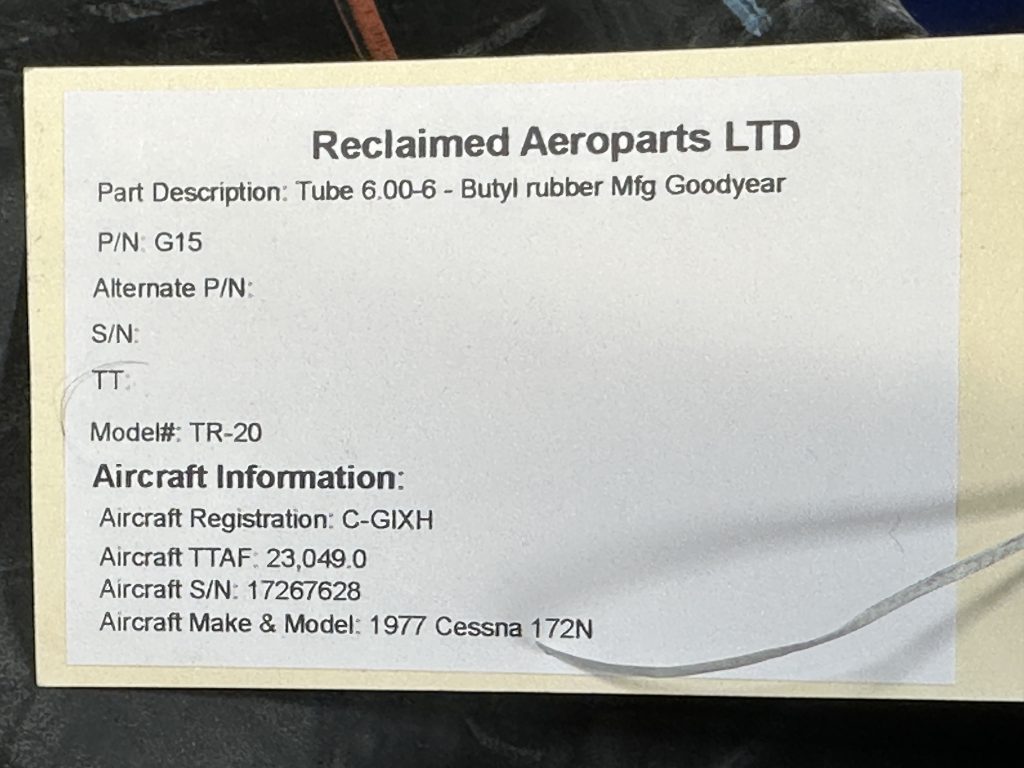 Reclaimed Aeroparts LTD
Part Description: Tube 6.00-6 - Butyl rubber Mfg Goodyear
P/N: G15
Alternate P/N:
S/N:
TT:
Model#: TR-20
Aircraft Information:
Aircraft Registration: C-GIXH
Aircraft TTAF: 23,049.0
Aircraft S/N: 17267628
Aircraft Make & Model: 1977 Cessna 172N